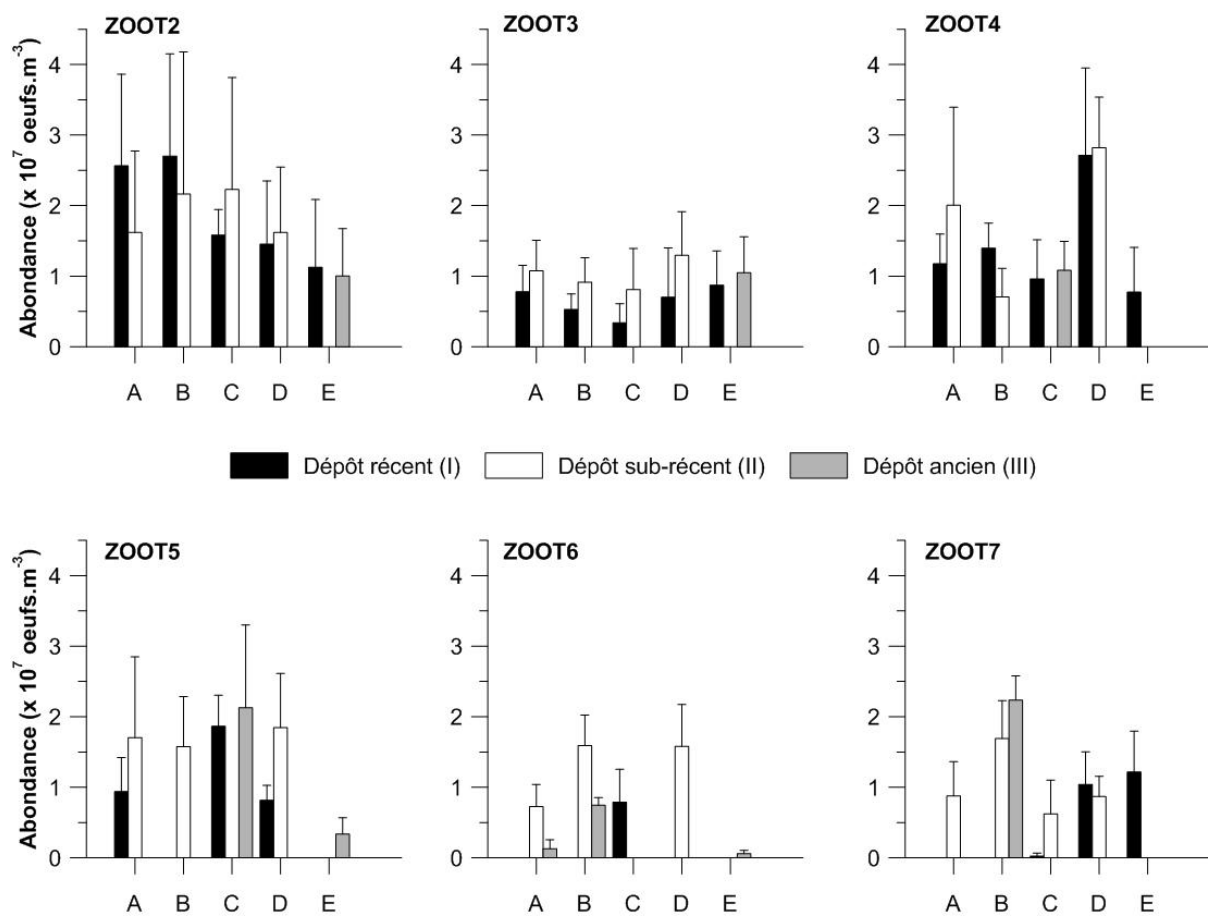 ZOOT2
Abondance (x 10⁷ oeufs.m⁻³)
4
3
2
1
0
A B C D E
ZOOT3
4
3
2
1
0
A B C D E
ZOOT4
4
3
2
1
0
A B C D E
Dépôt récent (I) Dépôt sub-récent (II) Dépôt ancien (III)
ZOOT5
Abondance (x 10⁷ oeufs.m⁻³)
4
3
2
1
0
A B C D E
ZOOT6
4
3
2
1
0
A B C D E
ZOOT7
4
3
2
1
0
A B C D E